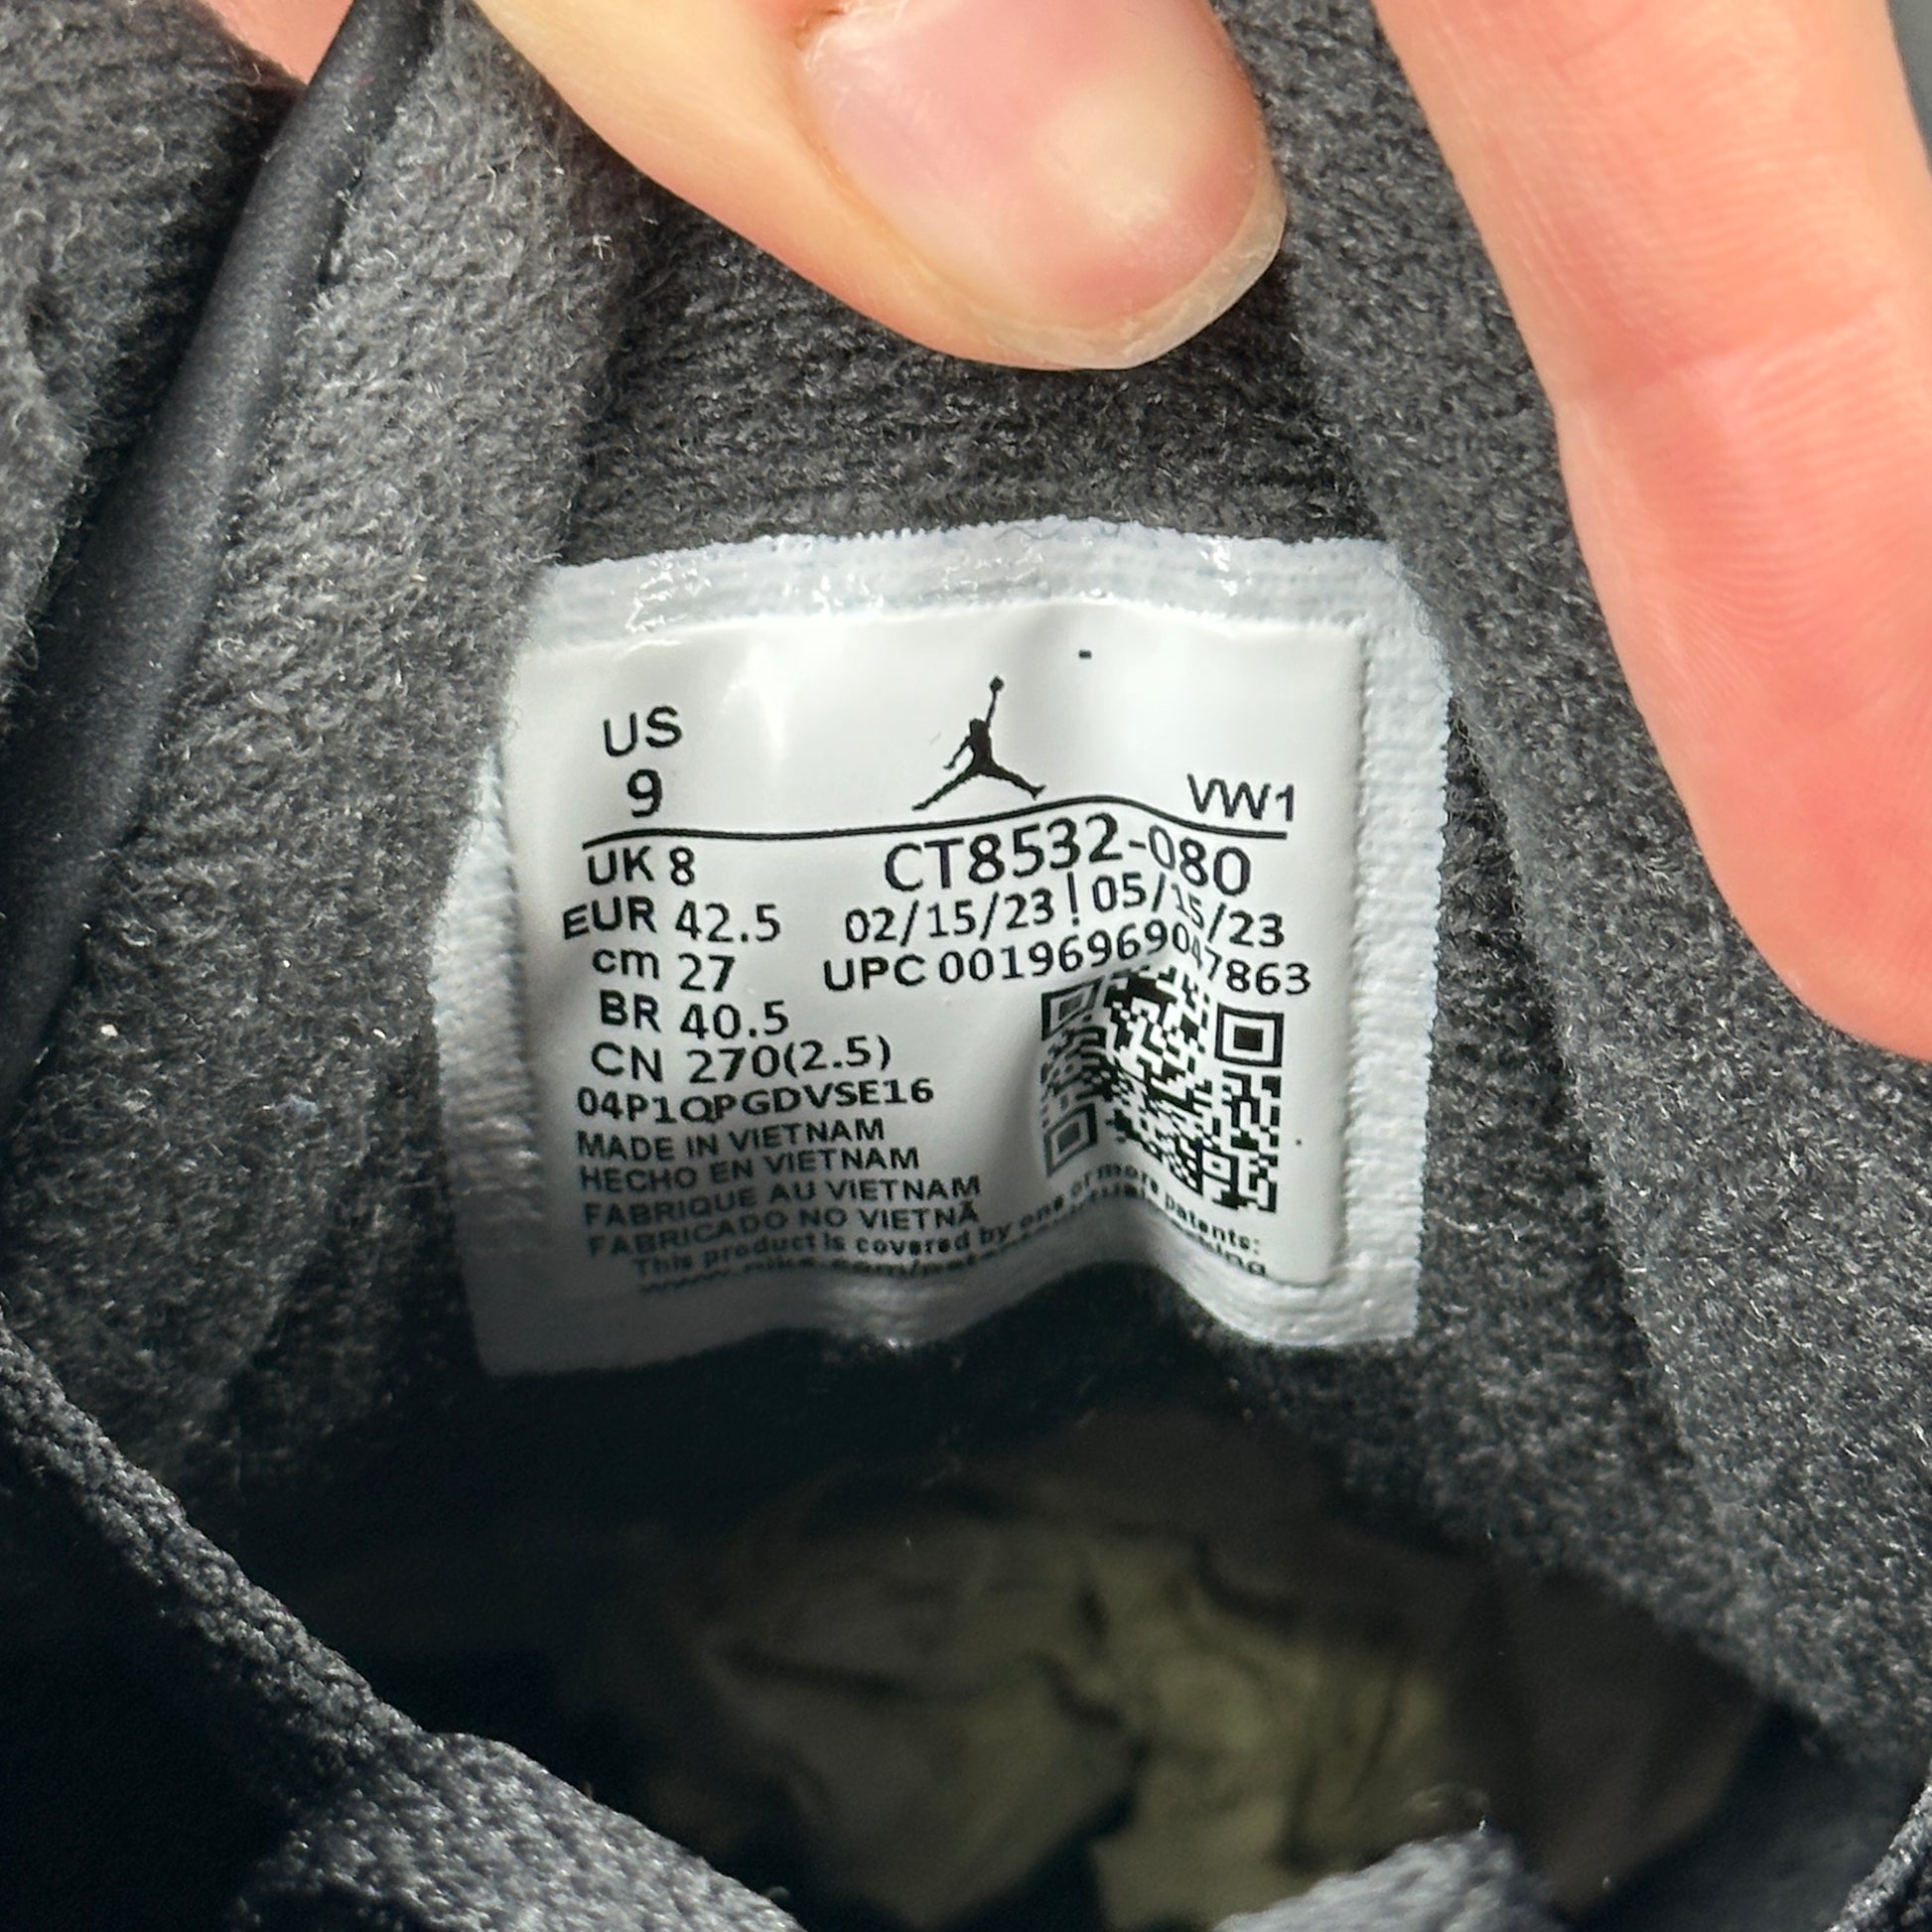 US
9
VW1
UK 8
CT8532-080
EUR 42.5
02/15/23 | 05/15/23
cm 27
UPC 00196969047863
BR 40.5
CN 270(2.5)
04P1QPGDVSE16
MADE IN VIETNAM
HECHO EN VIETNAM
FABRIQUE AU VIETNAM
FABRICADO NO VIETNÃ
This product is covered by one or more patents: